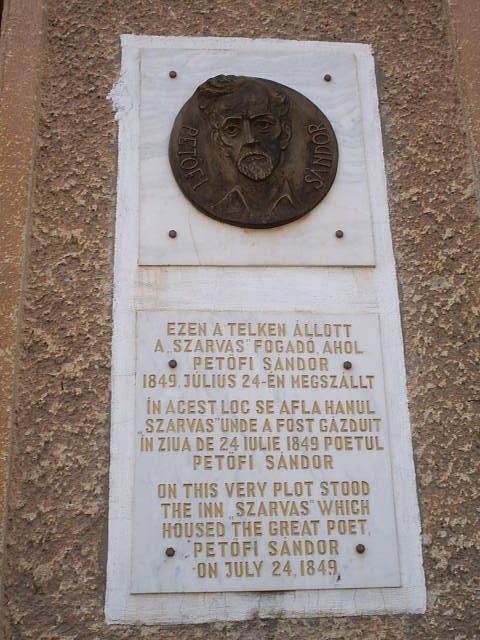 PETŐFI SÁNDOR
EZEN A TELKEN ÁLLOTT
A „SZARVAS" FOGADÓ, AHOL
PETŐFI SÁNDOR
1849. JÚLIUS 24-ÉN MEGSZÁLLT
ÎN ACEST LOC SE AFLA HANUL
„SZARVAS" UNDE A FOST GĂZDUIT
ÎN ZIUA DE 24 IULIE 1849 POETUL
PETŐFI SÁNDOR
ON THIS VERY PLOT STOOD
THE INN „SZARVAS" WHICH
HOUSED THE GREAT POET,
PETŐFI SÁNDOR
ON JULY 24, 1849.